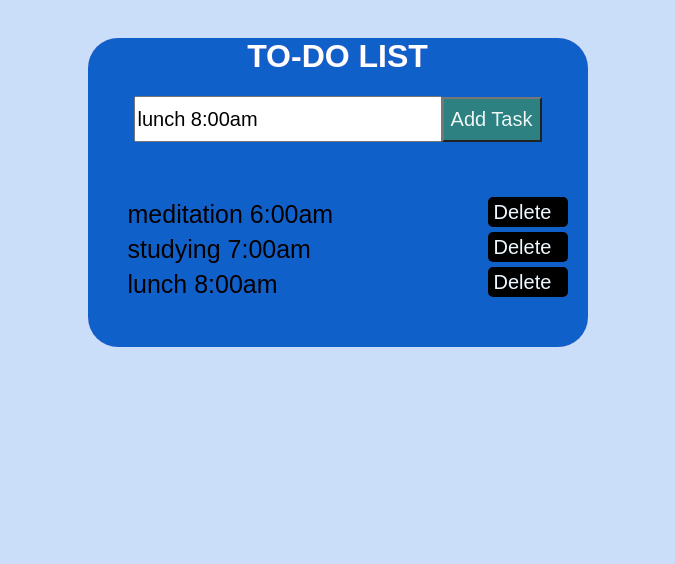 TO-DO LIST
lunch 8:00am Add Task
meditation 6:00am Delete
studying 7:00am Delete
lunch 8:00am Delete